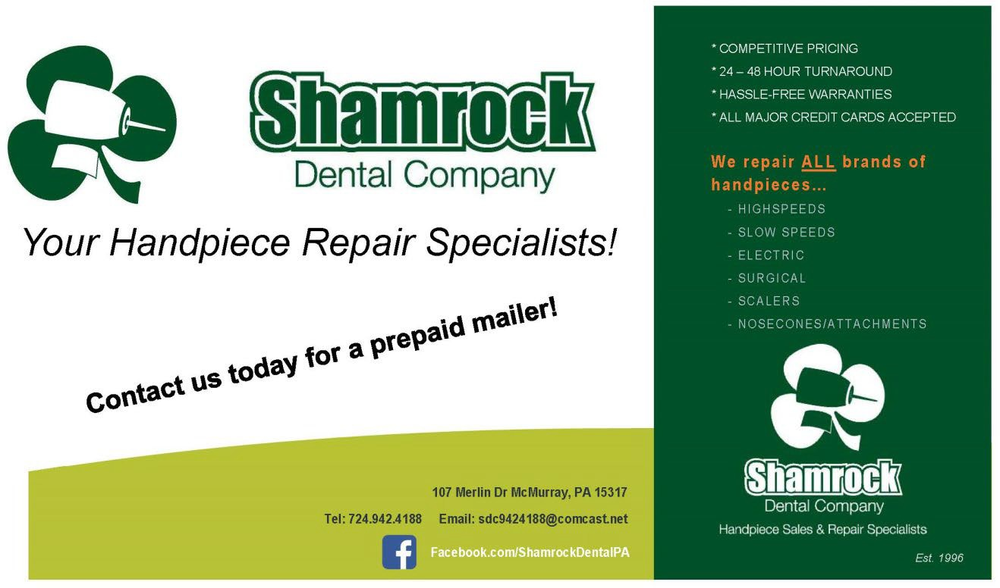 Shamrock
Dental Company
Your Handpiece Repair Specialists!
Contact us today for a prepaid mailer!
107 Merlin Dr McMurray, PA 15317
Tel: 724.942.4188 Email: sdc9424188@comcast.net
f Facebook.com/ShamrockDentalPA
* COMPETITIVE PRICING
* 24 – 48 HOUR TURNAROUND
* HASSLE-FREE WARRANTIES
* ALL MAJOR CREDIT CARDS ACCEPTED
We repair ALL brands of
handpieces...
- HIGHSPEEDS
- SLOW SPEEDS
- ELECTRIC
- SURGICAL
- SCALERS
- NOSECONES/ATTACHMENTS
Shamrock
Dental Company
Handpiece Sales & Repair Specialists
Est. 1996